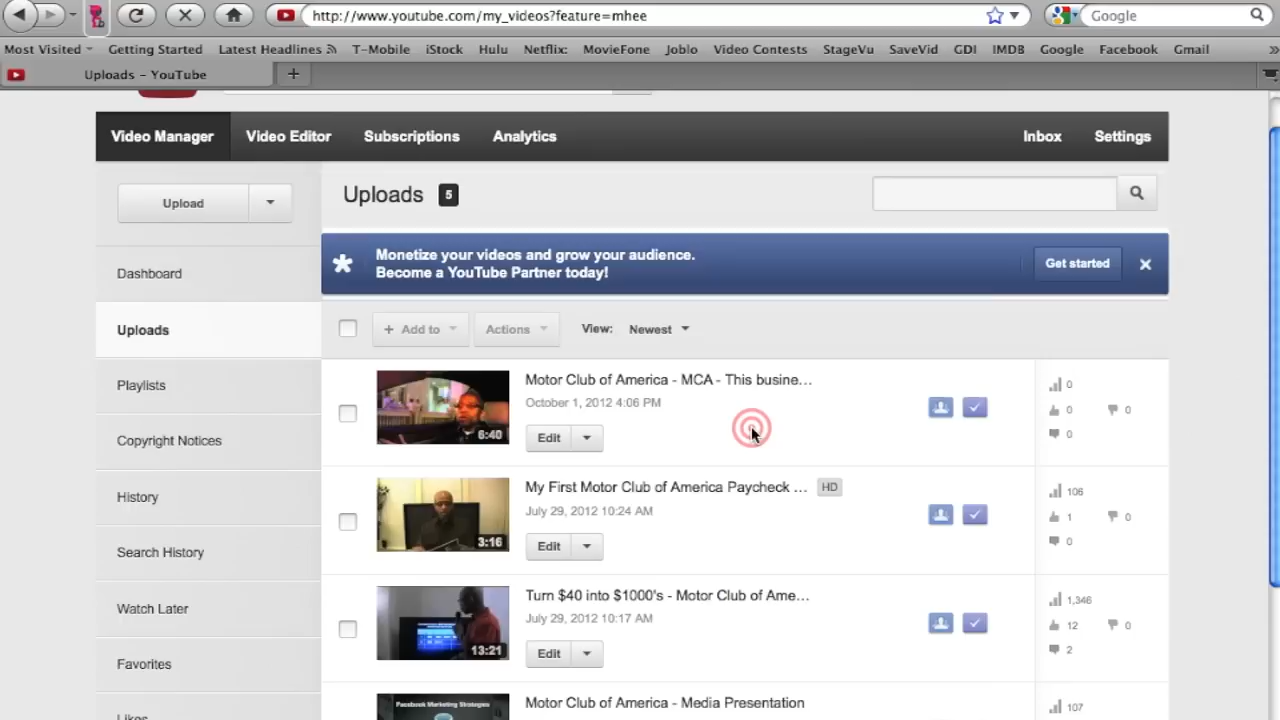 http://www.youtube.com/my_videos?feature=mhee
Google
Most Visited Getting Started Latest Headlines T-Mobile iStock Hulu Netflix: MovieFone Joblo Video Contests StageVu SaveVid GDI IMDB Google Facebook Gmail »
Uploads – YouTube
Video Manager Video Editor Subscriptions Analytics Inbox Settings
Upload
Uploads 5
Monetize your videos and grow your audience.
Become a YouTube Partner today!
Get started
Dashboard
Uploads
Playlists
Copyright Notices
History
Search History
Watch Later
Favorites
Likes
+ Add to Actions View: Newest
Motor Club of America - MCA - This busine...
October 1, 2012 4:06 PM
6:40
Edit
0
0 0
0
My First Motor Club of America Paycheck ... HD
July 29, 2012 10:24 AM
3:16
Edit
106
1 0
0
Turn $40 into $1000's - Motor Club of Ame...
July 29, 2012 10:17 AM
13:21
Edit
1,346
12 0
2
Facebook Marketing Strategies
Motor Club of America - Media Presentation
107